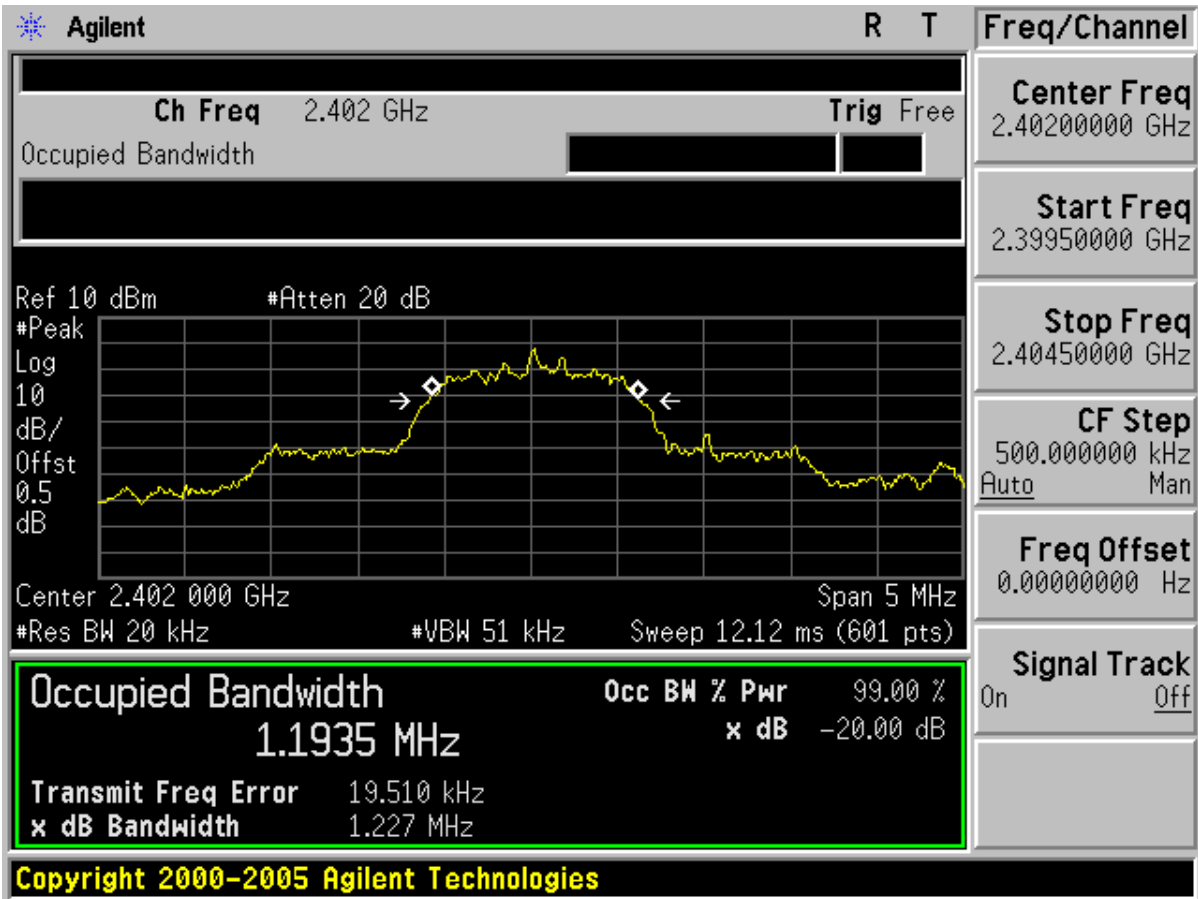 Agilent R T Freq/Channel
Ch Freq 2.402 GHz Trig Free
Occupied Bandwidth
Center Freq
2.40200000 GHz
Start Freq
2.39950000 GHz
Stop Freq
2.40450000 GHz
CF Step
500.000000 kHz
Auto Man
Freq Offset
0.00000000 Hz
Signal Track
On Off
Ref 10 dBm #Atten 20 dB
#Peak
Log
10
dB/
Offst
0.5
dB
Center 2.402 000 GHz Span 5 MHz
#Res BW 20 kHz #VBW 51 kHz Sweep 12.12 ms (601 pts)
Occupied Bandwidth Occ BW % Pwr 99.00 %
1.1935 MHz x dB -20.00 dB
Transmit Freq Error 19.510 kHz
x dB Bandwidth 1.227 MHz
Copyright 2000-2005 Agilent Technologies